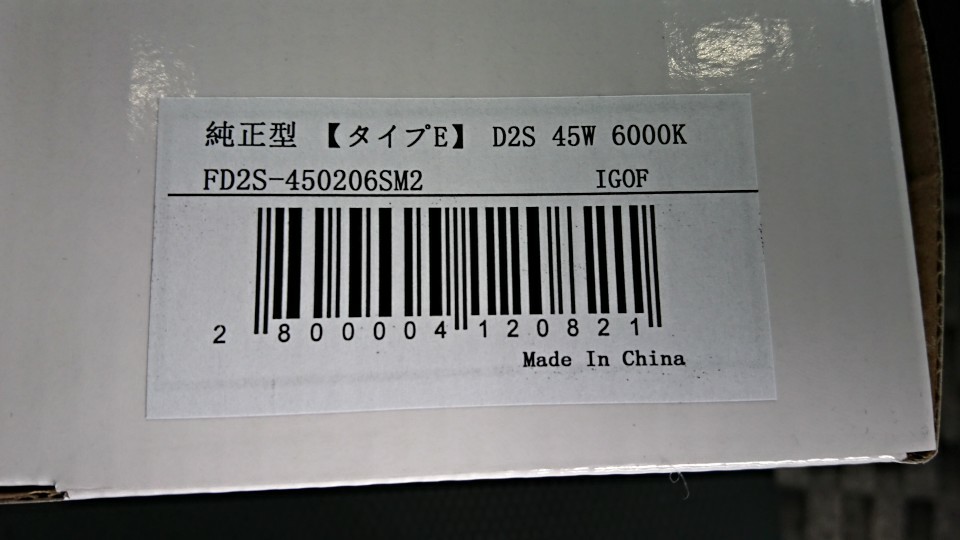 純正型 【タイプE】 D2S 45W 6000K
FD2S-450206SM2 IGOF
2 800004 120821
Made In China